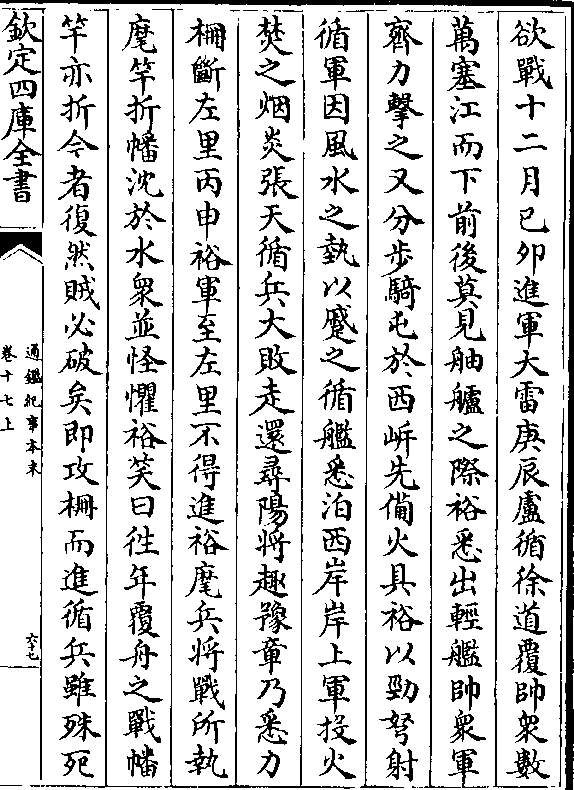 欲戰十二月已卯進軍大雷庚辰盧循徐道覆帥衆數
萬塞江而下前後莫見舳艫之際裕悉出輕艦帥衆軍
齊力擊之又分步騎屯於西岍先備火具裕以勁弩射
循軍因風水之埶以蹙之循艦悉泊西岸岸上軍投火
焚之烟炎張天循兵大敗走還尋陽將趣豫章乃悉力
柵斷左里丙申裕軍至左里不得進裕麾兵將戰所執
麾竿折幡沈於水衆並怪懼裕笑曰往年覆舟之戰幡
竿亦折今者復然賊必破矣即攻柵而進循兵雖殊死
欽定四庫全書
通鑑紀事本末
卷十七上
六十七